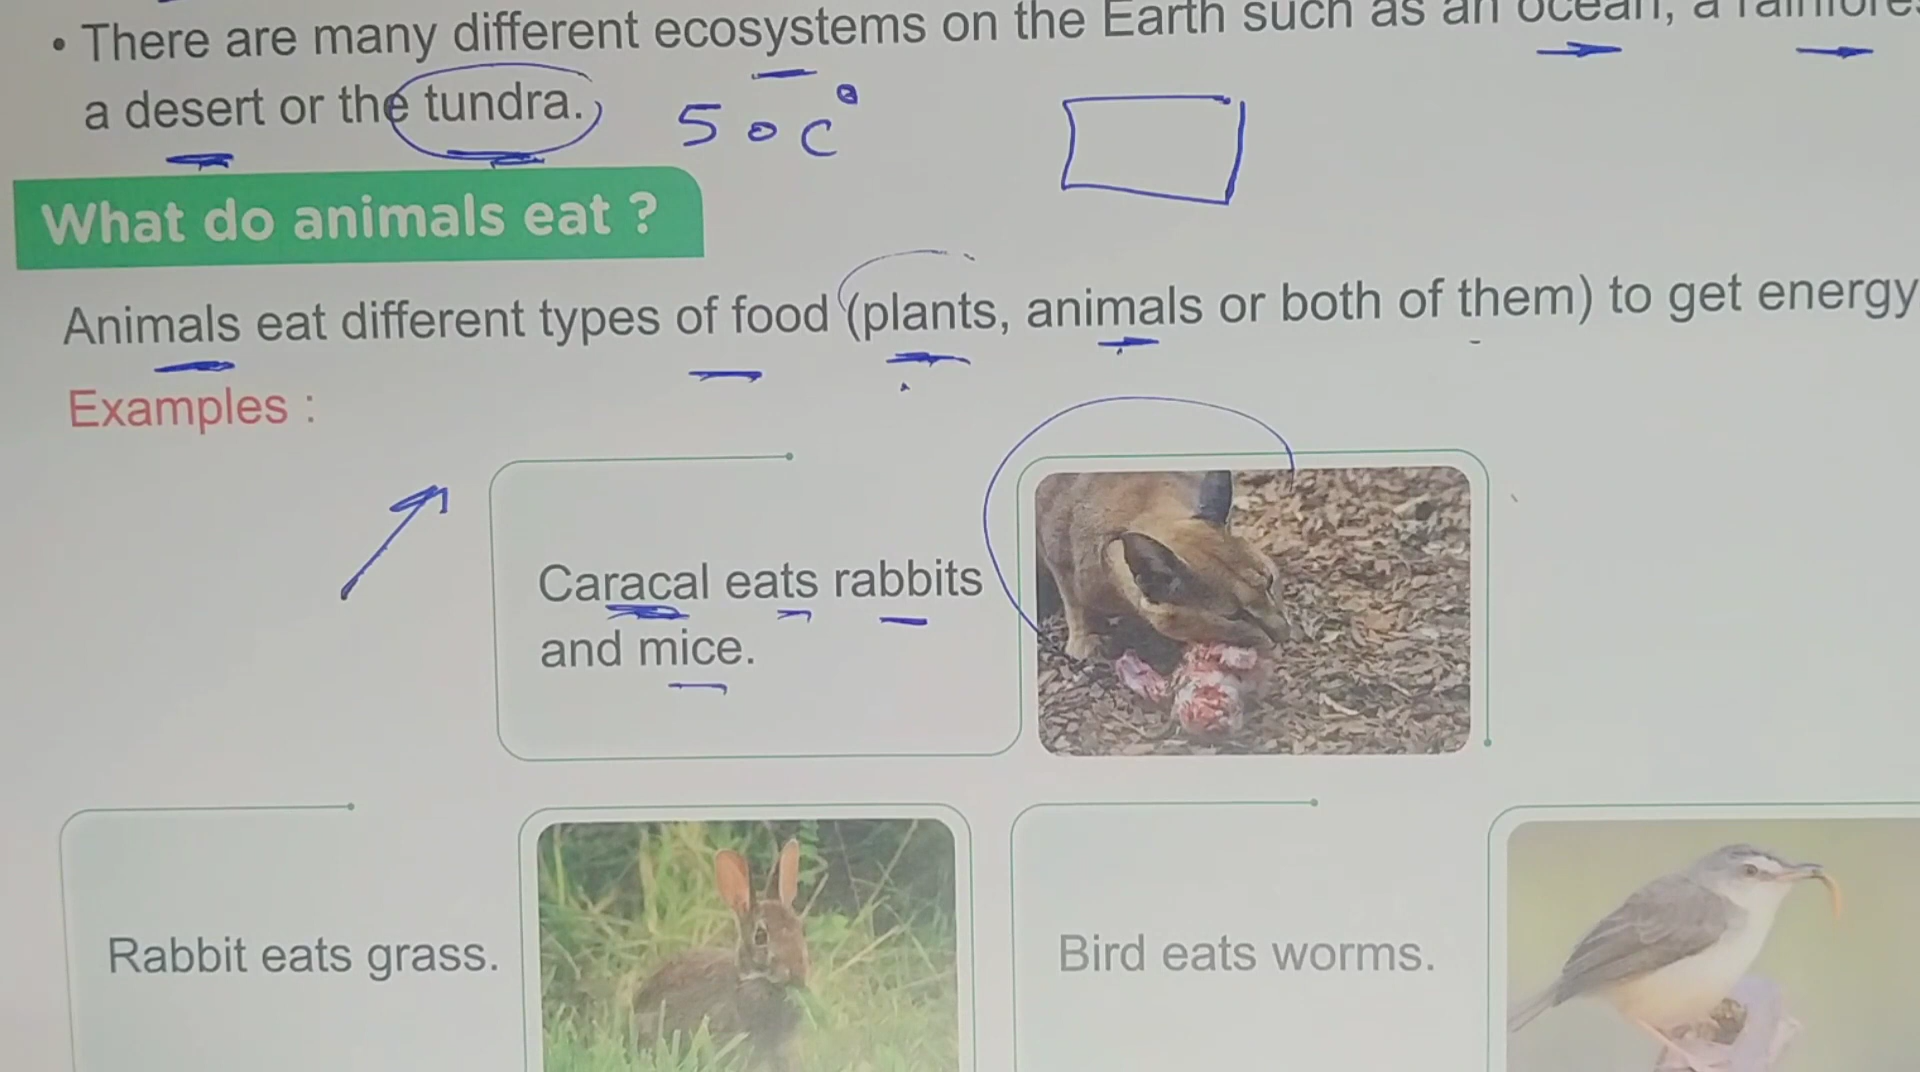 • There are many different ecosystems on the Earth such as an ocean, a
a desert or the tundra.
5 0 C°
What do animals eat ?
Animals eat different types of food (plants, animals or both of them) to get energy
Examples :
Caracal eats rabbits
and mice.
Rabbit eats grass.
Bird eats worms.